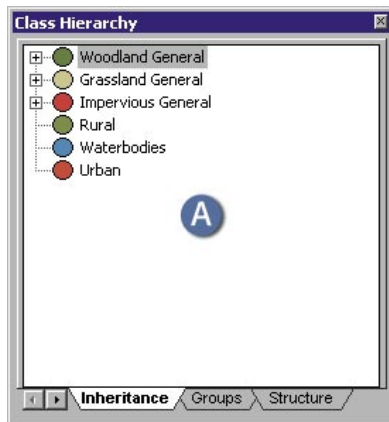 Class Hierarchy
Woodland General
Grassland General
Impervious General
Rural
Waterbodies
Urban
A
Inheritance Groups Structure